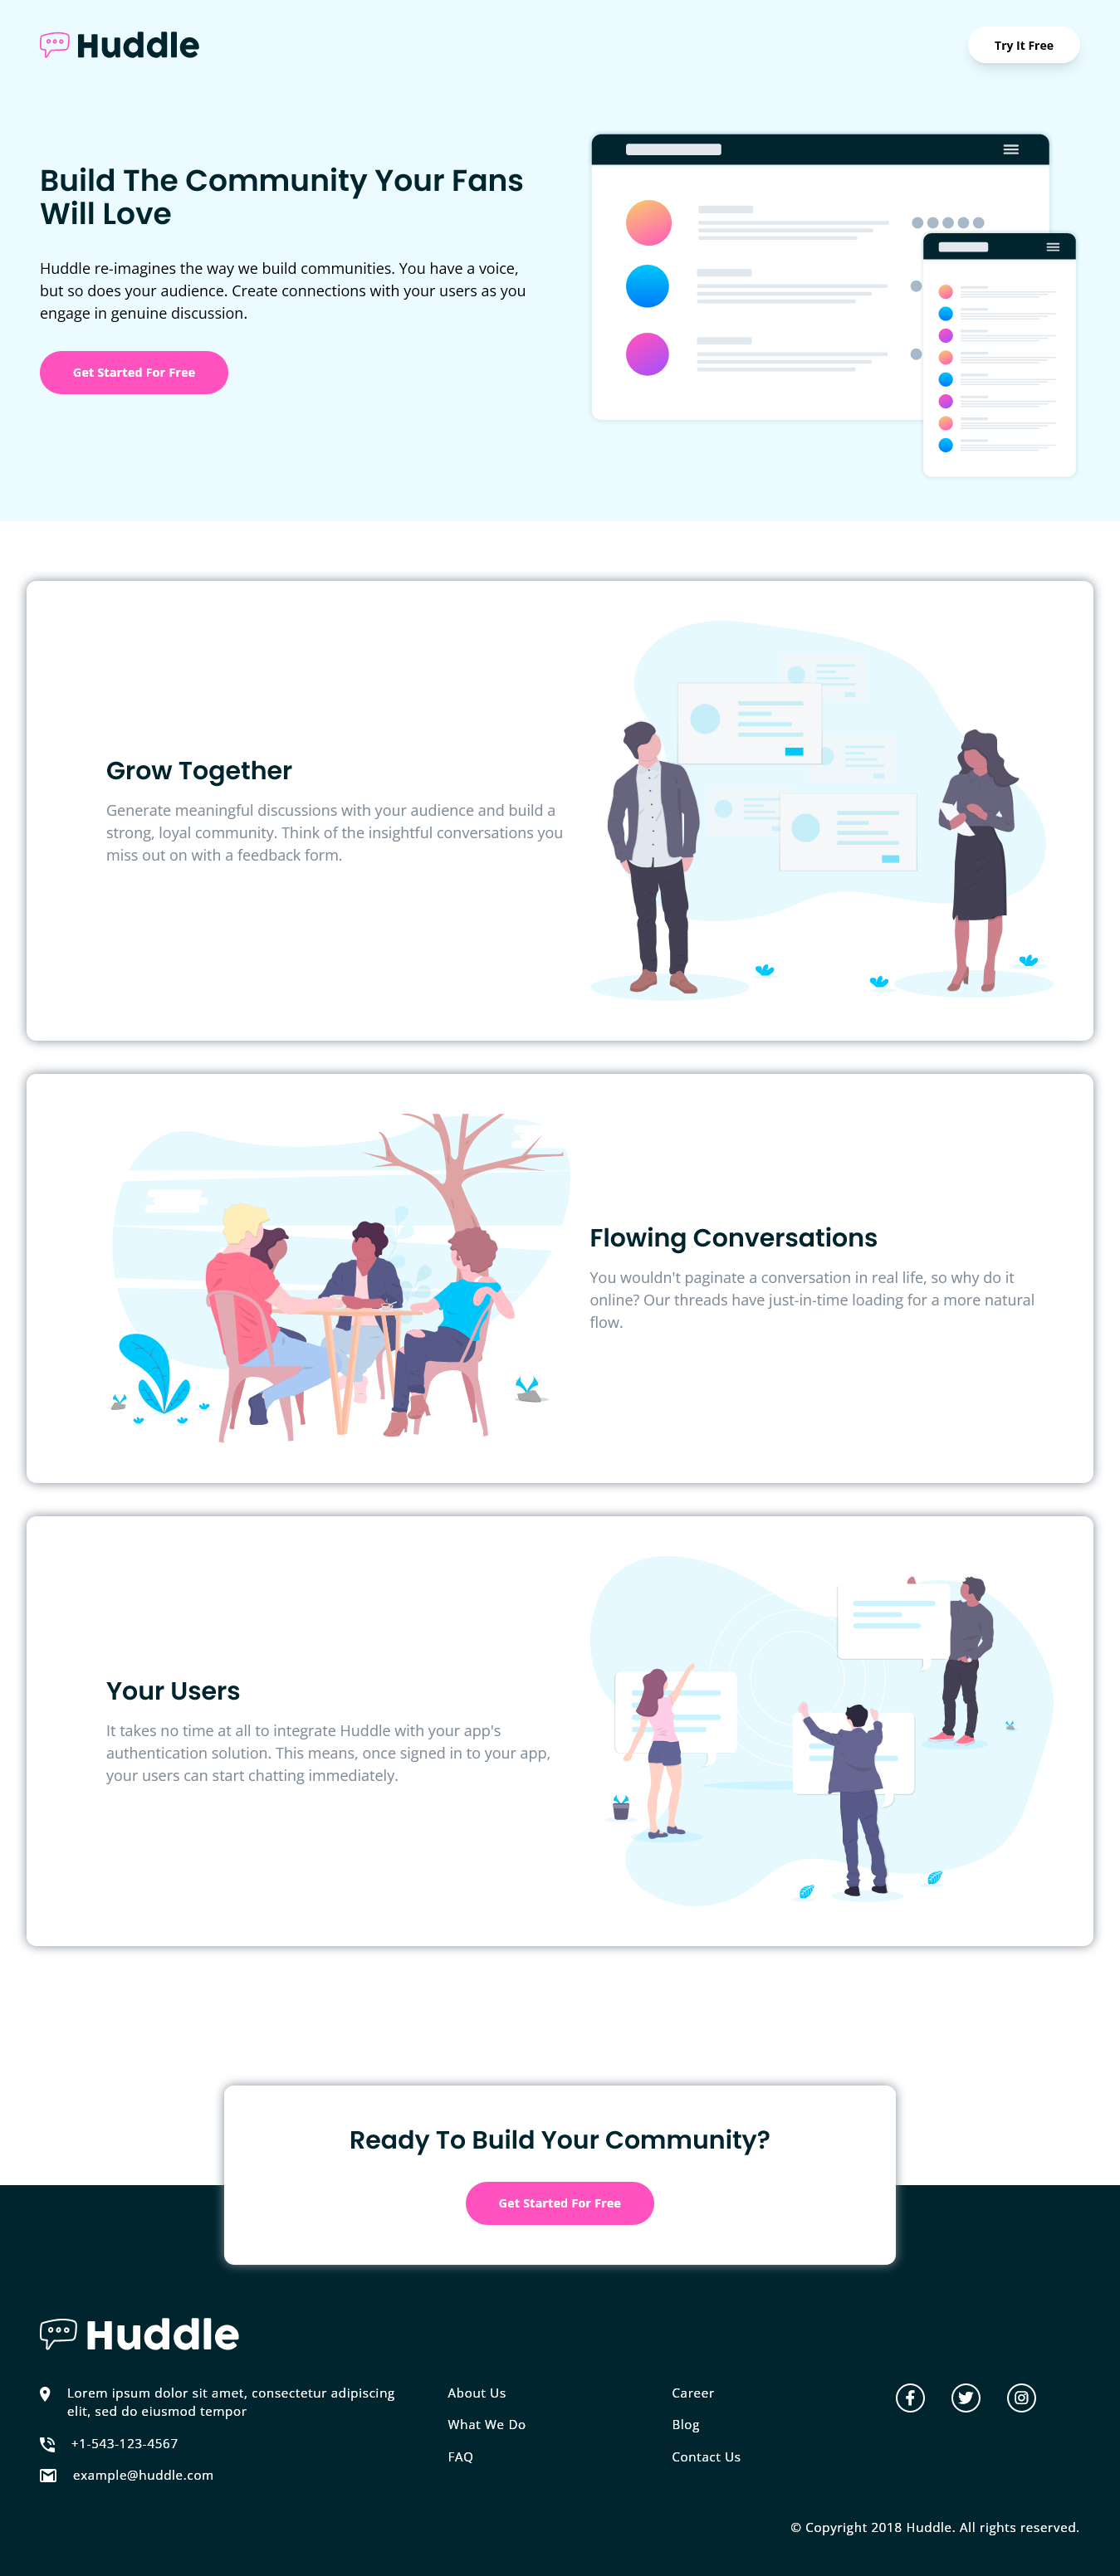 Huddle
Try It Free
Build The Community Your Fans
Will Love
Huddle re-imagines the way we build communities. You have a voice,
but so does your audience. Create connections with your users as you
engage in genuine discussion.
Get Started For Free
Grow Together
Generate meaningful discussions with your audience and build a
strong, loyal community. Think of the insightful conversations you
miss out on with a feedback form.
Flowing Conversations
You wouldn't paginate a conversation in real life, so why do it
online? Our threads have just-in-time loading for a more natural
flow.
Your Users
It takes no time at all to integrate Huddle with your app's
authentication solution. This means, once signed in to your app,
your users can start chatting immediately.
Ready To Build Your Community?
Get Started For Free
Huddle
Lorem ipsum dolor sit amet, consectetur adipiscing
elit, sed do eiusmod tempor
+1-543-123-4567
example@huddle.com
About Us
What We Do
FAQ
Career
Blog
Contact Us
© Copyright 2018 Huddle. All rights reserved.